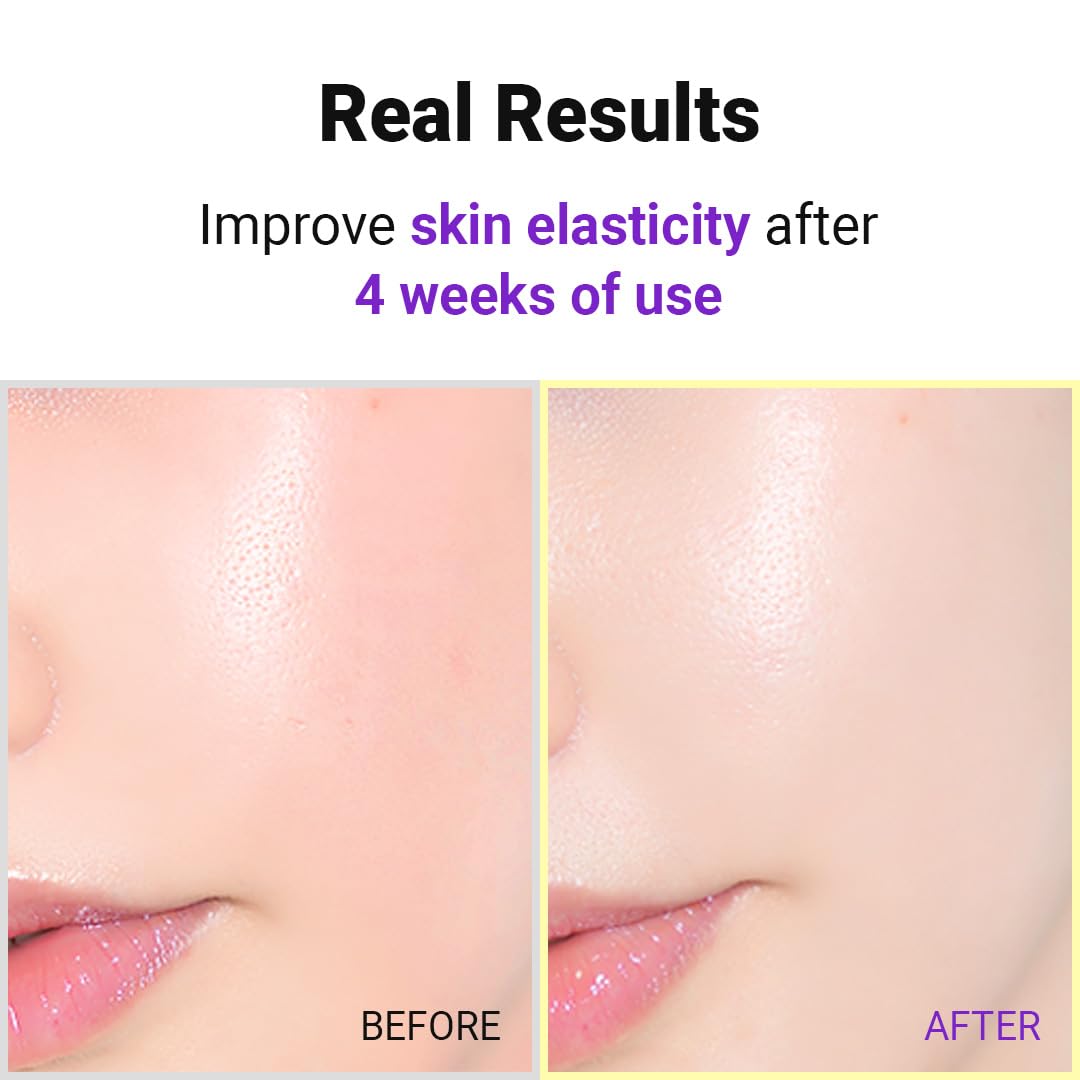 Real Results
Improve skin elasticity after
4 weeks of use
BEFORE
AFTER